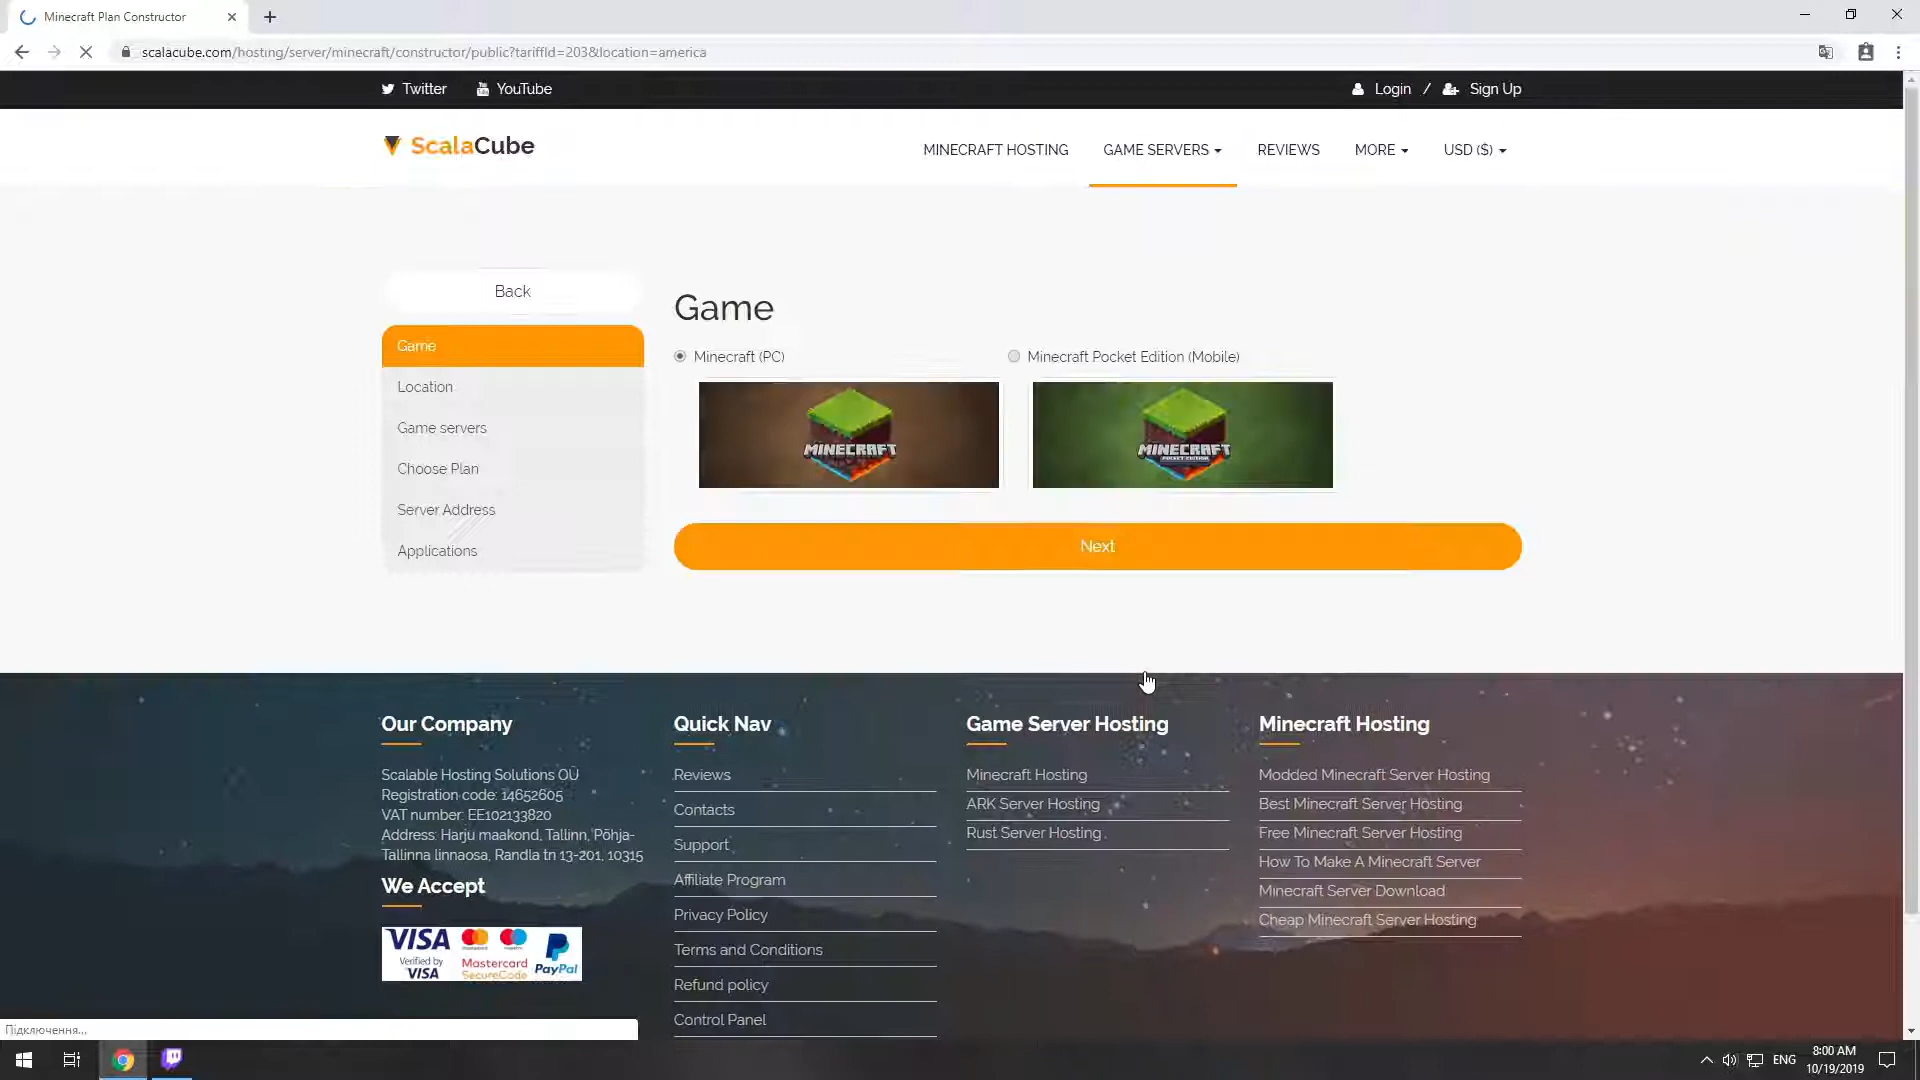 Minecraft Plan Constructor
scalacube.com/hosting/server/minecraft/constructor/public?tariffId=203&location=america
Twitter YouTube Login / Sign Up
ScalaCube MINECRAFT HOSTING GAME SERVERS REVIEWS MORE USD ($)
Back
Game
Location
Game servers
Choose Plan
Server Address
Applications
Game
Minecraft (PC) Minecraft Pocket Edition (Mobile)
MINECRAFT MINECRAFT
POCKET EDITION
Next
Our Company
Scalable Hosting Solutions OÜ
Registration code: 14652605
VAT number: EE102133820
Address: Harju maakond, Tallinn, Põhja-
Tallinna linnaosa, Randla tn 13-201, 10315
We Accept
VISA
Verified by
VISA
Mastercard
SecureCode
PayPal
Quick Nav
Reviews
Contacts
Support
Affiliate Program
Privacy Policy
Terms and Conditions
Refund policy
Control Panel
Game Server Hosting
Minecraft Hosting
ARK Server Hosting
Rust Server Hosting
Minecraft Hosting
Modded Minecraft Server Hosting
Best Minecraft Server Hosting
Free Minecraft Server Hosting
How To Make A Minecraft Server
Minecraft Server Download
Cheap Minecraft Server Hosting
Підключення...
ENG
8:00 AM
10/19/2019